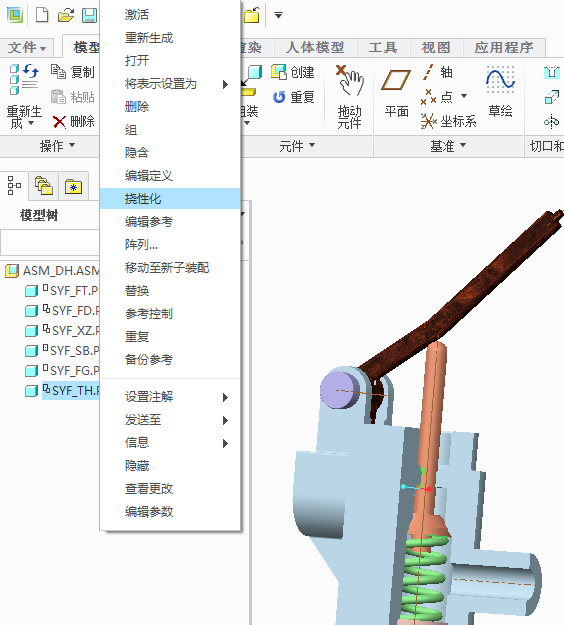 文件
模型
渲染
人体模型
工具
视图
应用程序
重新生成
复制
粘贴
删除
操作
组装
创建
重复
拖动元件
元件
平面
轴
点
坐标系
草绘
基准
切口和
模型树
ASM_DH.ASM
SYF_FT.P
SYF_FD.P
SYF_XZ.P
SYF_SB.P
SYF_FG.P
SYF_TH.P
激活
重新生成
打开
将表示设置为
删除
组
隐含
编辑定义
挠性化
编辑参考
阵列...
移动至新子装配
替换
参考控制
重复
备份参考
设置注解
发送至
信息
隐藏
查看更改
编辑参数